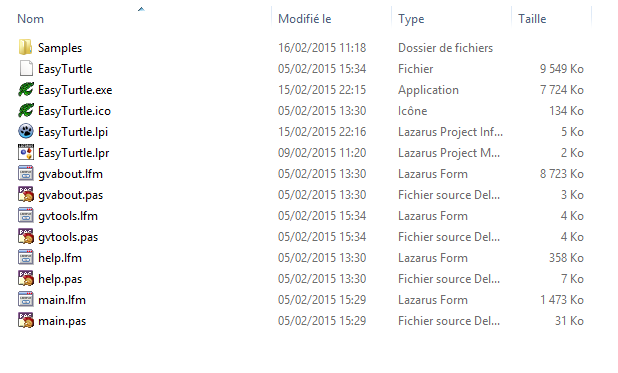 Nom Modifié le Type Taille
Samples 16/02/2015 11:18 Dossier de fichiers
EasyTurtle 05/02/2015 15:34 Fichier 9 549 Ko
EasyTurtle.exe 15/02/2015 22:15 Application 7 724 Ko
EasyTurtle.ico 05/02/2015 13:30 Icône 134 Ko
EasyTurtle.lpi 15/02/2015 22:16 Lazarus Project Inf... 5 Ko
EasyTurtle.lpr 09/02/2015 11:20 Lazarus Project M... 2 Ko
gvabout.lfm 05/02/2015 13:30 Lazarus Form 8 723 Ko
gvabout.pas 05/02/2015 13:30 Fichier source Del... 3 Ko
gvtools.lfm 05/02/2015 15:34 Lazarus Form 4 Ko
gvtools.pas 05/02/2015 15:34 Fichier source Del... 4 Ko
help.lfm 05/02/2015 13:30 Lazarus Form 358 Ko
help.pas 05/02/2015 13:30 Fichier source Del... 7 Ko
main.lfm 05/02/2015 15:29 Lazarus Form 1 473 Ko
main.pas 05/02/2015 15:29 Fichier source Del... 31 Ko